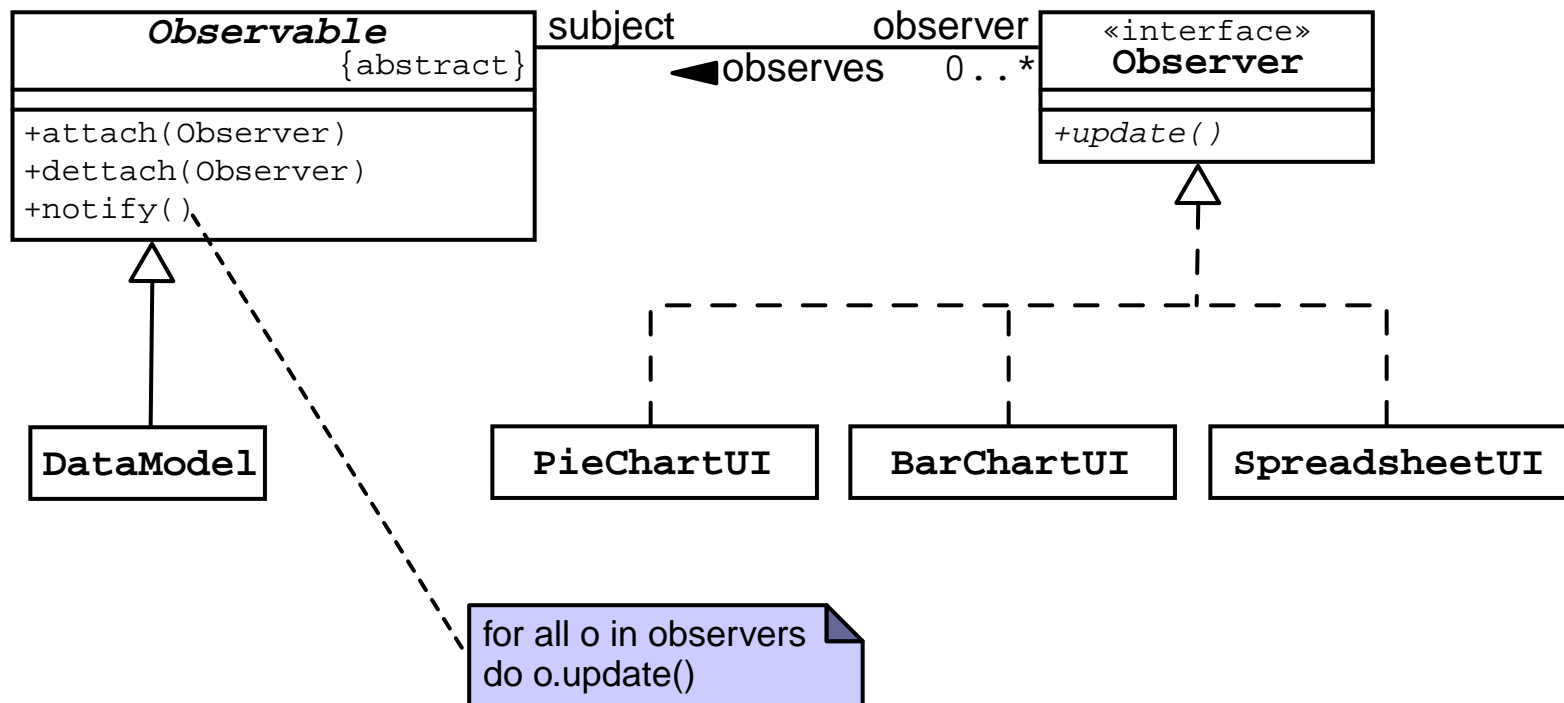 Observable
{abstract}
+attach(Observer)
+dettach(Observer)
+notify()
subject
observer
observes
0..*
«interface»
Observer
+update()
DataModel
PieChartUI
BarChartUI
SpreadsheetUI
for all o in observers
do o.update()